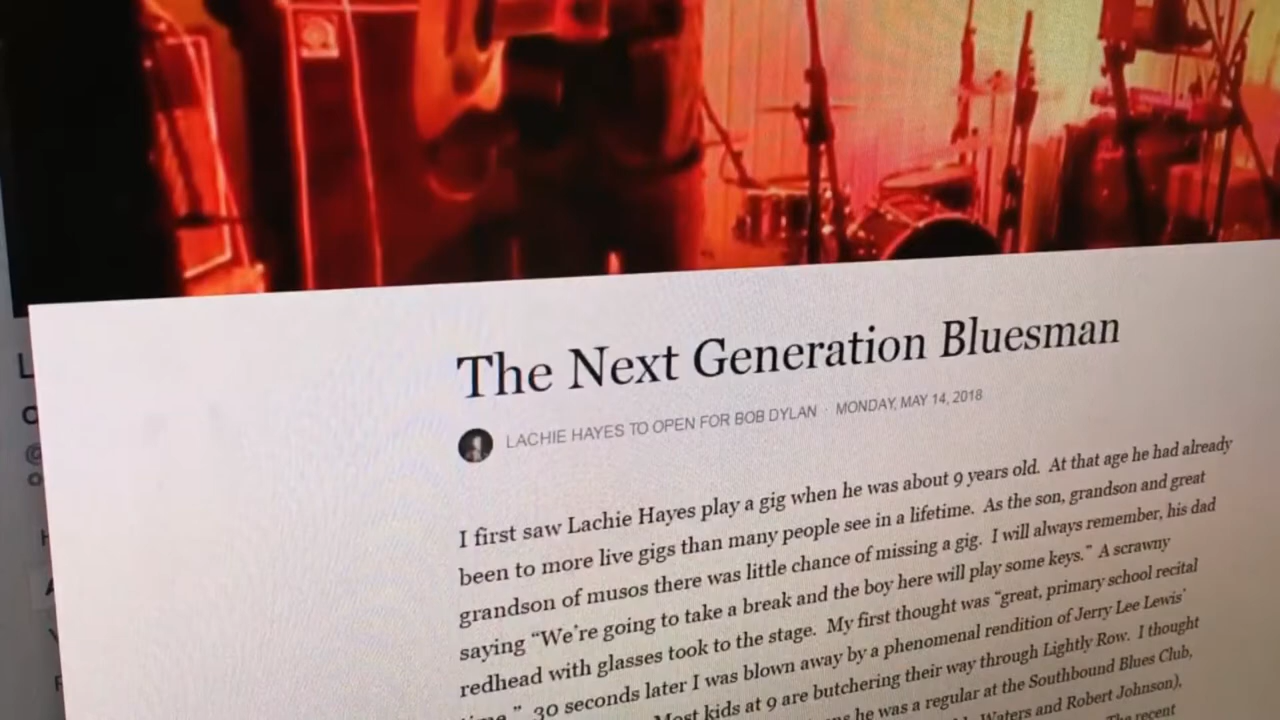 The Next Generation Bluesman
LACHIE HAYES TO OPEN FOR BOB DYLAN · MONDAY, MAY 14, 2018
I first saw Lachie Hayes play a gig when he was about 9 years old. At that age he had already
been to more live gigs than many people see in a lifetime. As the son, grandson and great
grandson of musos there was little chance of missing a gig. I will always remember, his dad
saying “We’re going to take a break and the boy here will play some keys.” A scrawny
redhead with glasses took to the stage. My first thought was “great, primary school recital
” 30 seconds later I was blown away by a phenomenal rendition of Jerry Lee Lewis’
Most kids at 9 are butchering their way through Lightly Row. I thought
he was a regular at the Southbound Blues Club,
Waters and Robert Johnson),
The recent